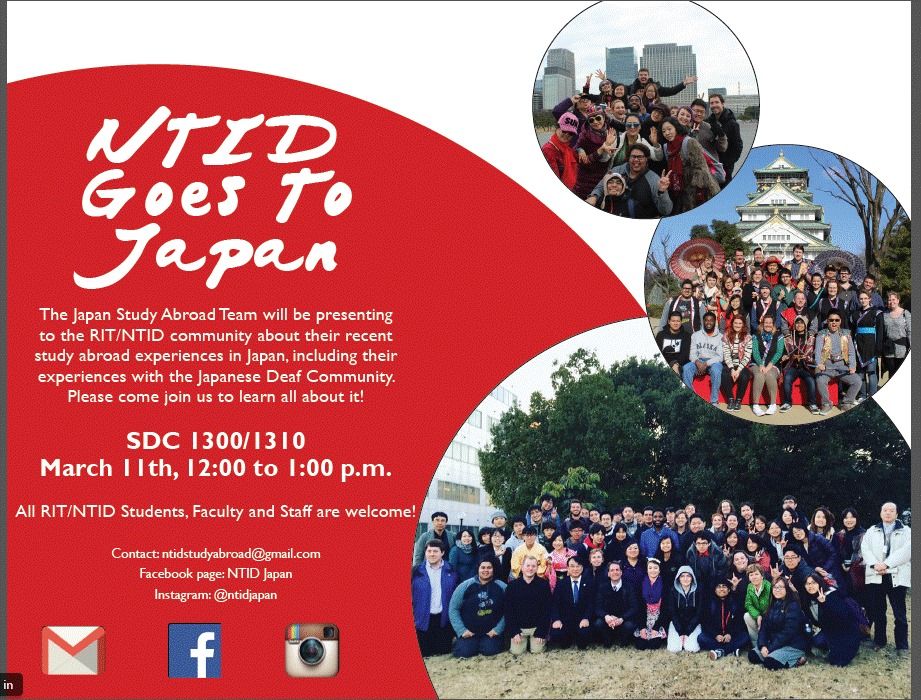 NTID
Goes To
Japan
The Japan Study Abroad Team will be presenting
to the RIT/NTID community about their recent
study abroad experiences in Japan, including their
experiences with the Japanese Deaf Community.
Please come join us to learn all about it!
SDC 1300/1310
March 11th, 12:00 to 1:00 p.m.
All RIT/NTID Students, Faculty and Staff are welcome!
Contact: ntidstudyabroad@gmail.com
Facebook page: NTID Japan
Instagram: @ntidjapan
in